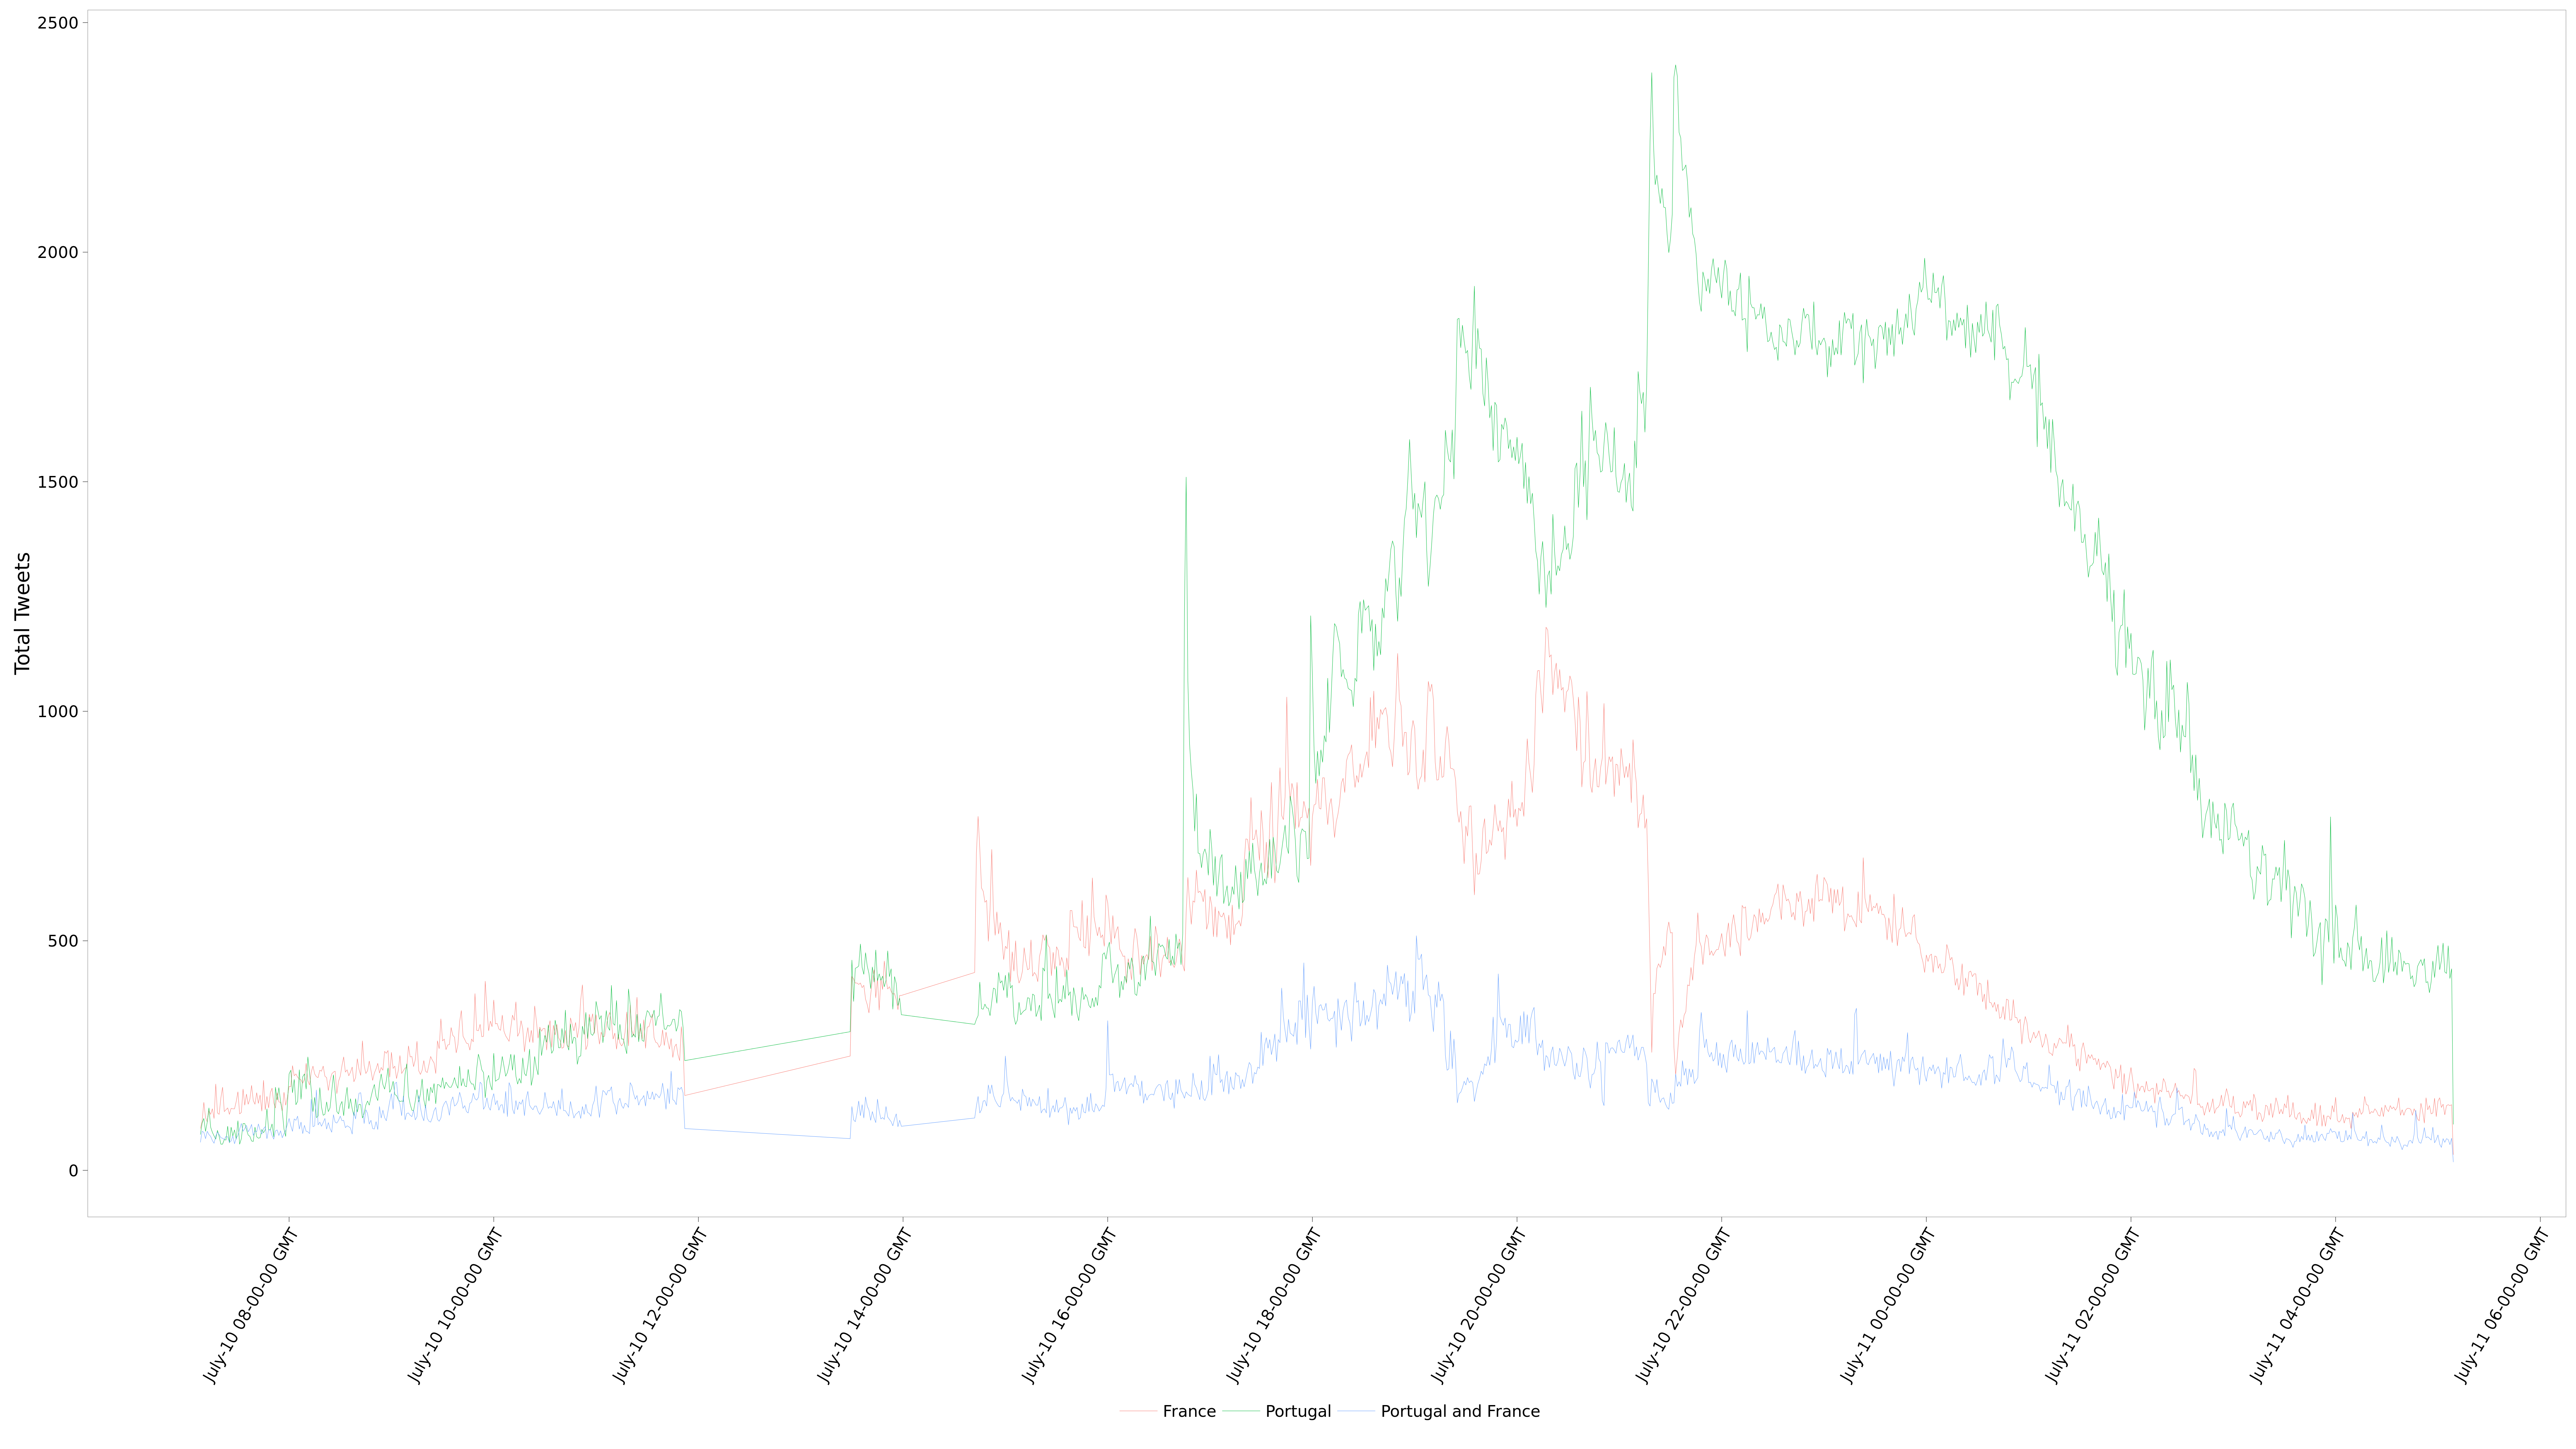 Total Tweets
2500
2000
1500
1000
500
0
July-10 08-00-00 GMT
July-10 10-00-00 GMT
July-10 12-00-00 GMT
July-10 14-00-00 GMT
July-10 16-00-00 GMT
July-10 18-00-00 GMT
July-10 20-00-00 GMT
July-10 22-00-00 GMT
July-11 00-00-00 GMT
July-11 02-00-00 GMT
July-11 04-00-00 GMT
July-11 06-00-00 GMT
France Portugal Portugal and France